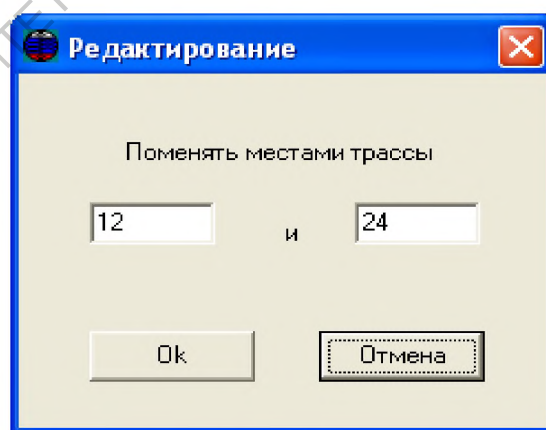 Редактирование
Поменять местами трассы
12 и 24
Ok Отмена